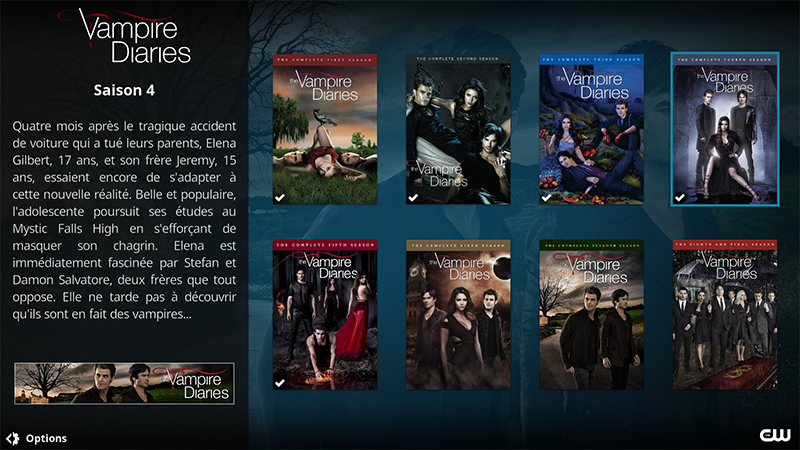 Vampire
Diaries
Saison 4
Quatre mois après le tragique accident
de voiture qui a tué leurs parents, Elena
Gilbert, 17 ans, et son frère Jeremy, 15
ans, essaient encore de s'adapter à
cette nouvelle réalité. Belle et populaire,
l'adolescente poursuit ses études au
Mystic Falls High en s'efforçant de
masquer son chagrin. Elena est
immédiatement fascinée par Stefan et
Damon Salvatore, deux frères que tout
oppose. Elle ne tarde pas à découvrir
qu'ils sont en fait des vampires...
the Vampire
Diaries
Options
THE COMPLETE FIRST SEASON
the Vampire
Diaries
THE COMPLETE SECOND SEASON
the Vampire
Diaries
THE COMPLETE THIRD SEASON
the Vampire
Diaries
THE COMPLETE FOURTH SEASON
the Vampire
Diaries
THE COMPLETE FIFTH SEASON
the Vampire
Diaries
THE COMPLETE SIXTH SEASON
the Vampire
Diaries
THE COMPLETE SEVENTH SEASON
the Vampire
Diaries
THE EIGHTH AND FINAL SEASON
the Vampire
Diaries
CW